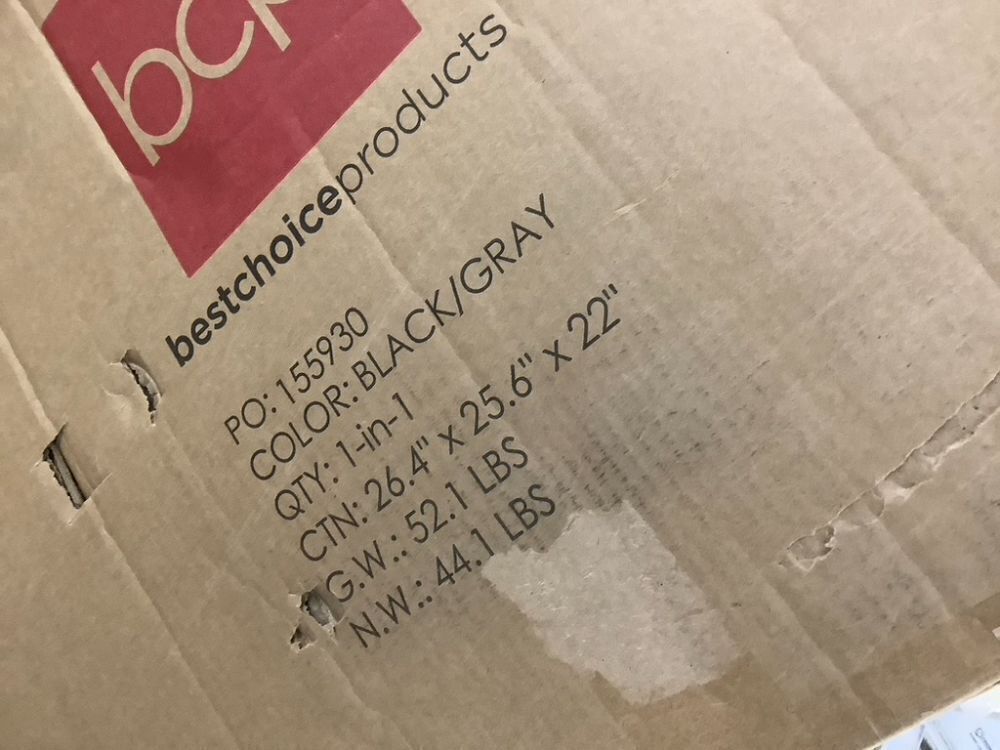 bcp
bestchoiceproducts
PO: 155930
COLOR: BLACK/GRAY
QTY: 1-in-1
CTN: 26.4" x 25.6" x 22"
G.W.: 52.1 LBS
N.W.: 44.1 LBS